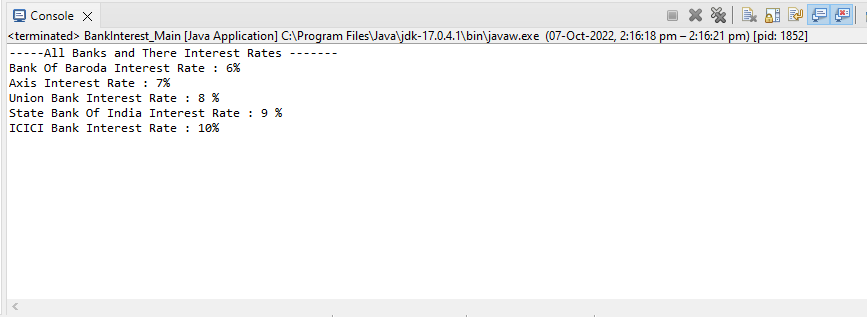 Console
<terminated> BankInterest_Main [Java Application] C:\Program Files\Java\jdk-17.0.4.1\bin\javaw.exe (07-Oct-2022, 2:16:18 pm – 2:16:21 pm) [pid: 1852]
-----All Banks and There Interest Rates -------
Bank Of Baroda Interest Rate : 6%
Axis Interest Rate : 7%
Union Bank Interest Rate : 8 %
State Bank Of India Interest Rate : 9 %
ICICI Bank Interest Rate : 10%